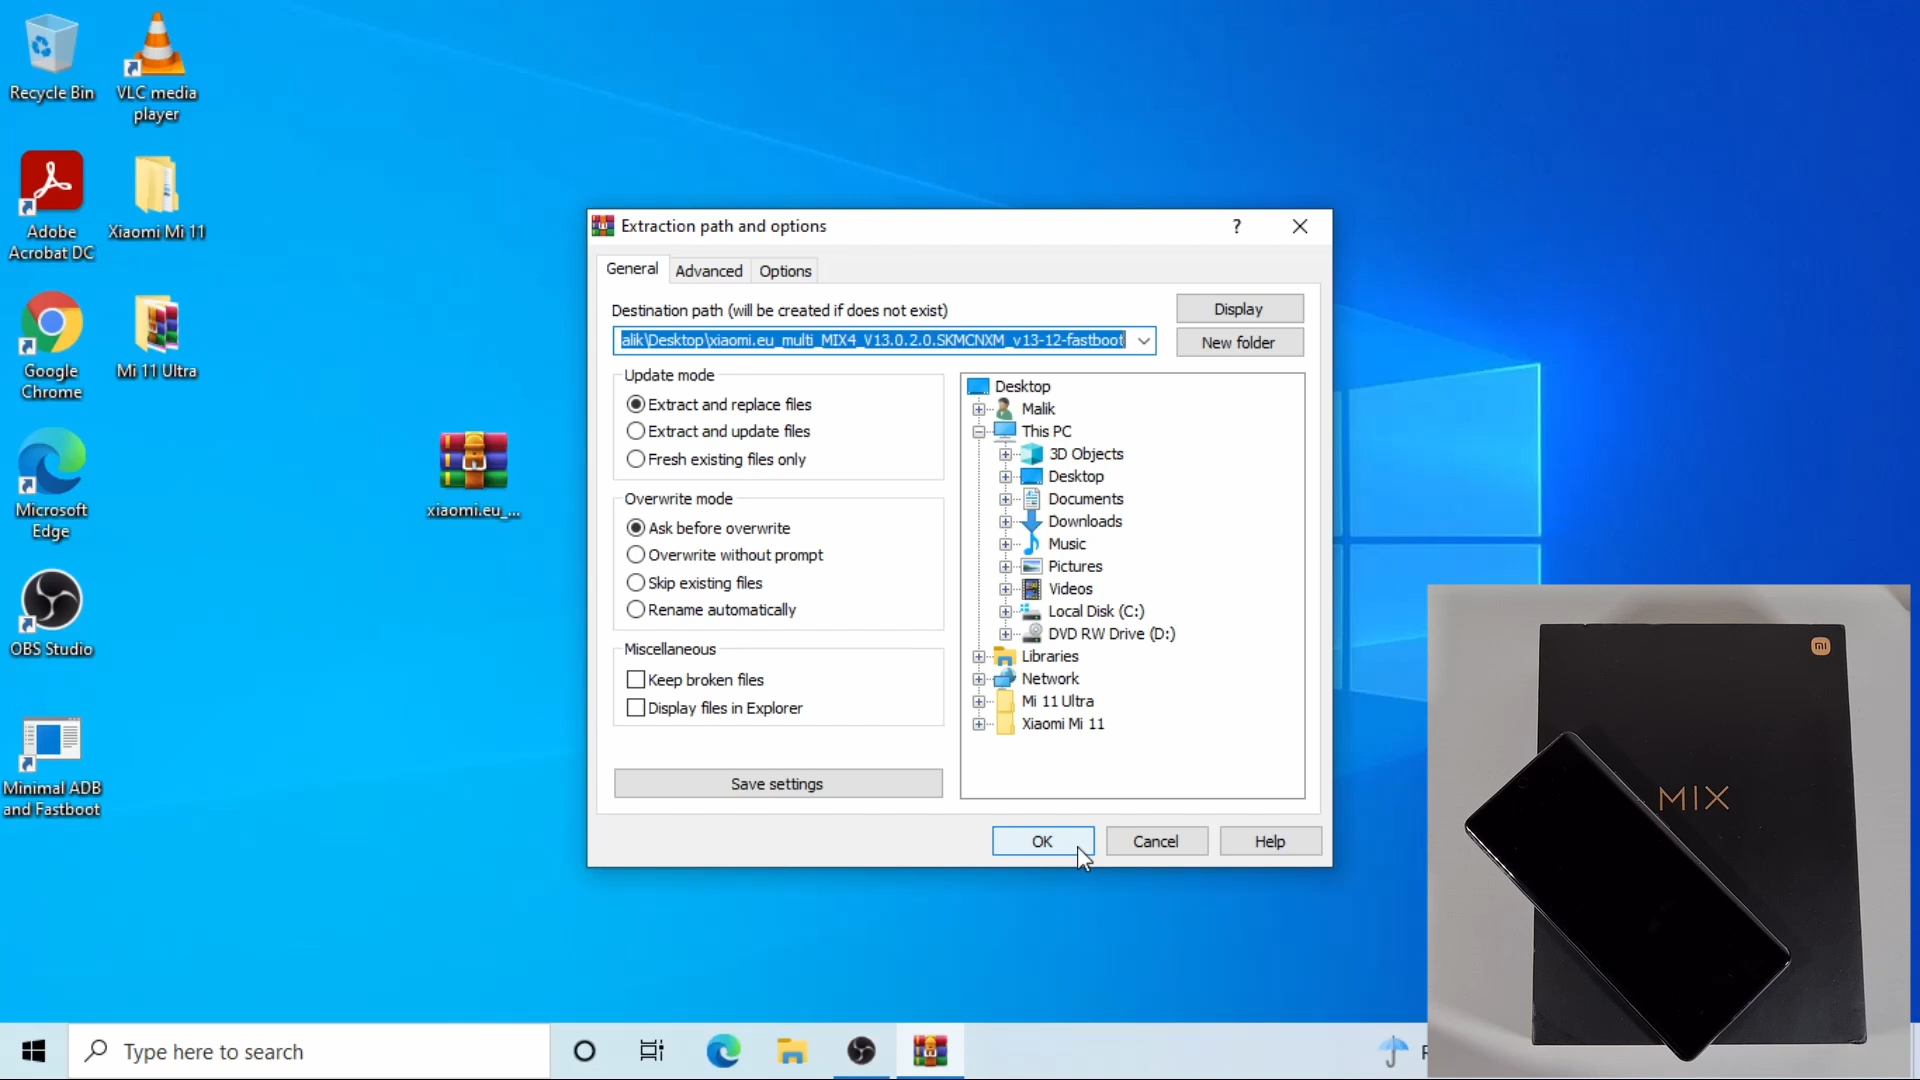 Recycle Bin
VLC media
player
Adobe
Acrobat DC
Xiaomi Mi 11
Google
Chrome
Mi 11 Ultra
Microsoft
Edge
xiaomi.eu_...
OBS Studio
Minimal ADB
and Fastboot
Extraction path and options
?
General
Advanced
Options
Destination path (will be created if does not exist)
Display
alik\Desktop\xiaomi.eu_multi_MIX4_V13.0.2.0.SKMCNXM_v13-12-fastboot
New folder
Update mode
Extract and replace files
Extract and update files
Fresh existing files only
Overwrite mode
Ask before overwrite
Overwrite without prompt
Skip existing files
Rename automatically
Miscellaneous
Keep broken files
Display files in Explorer
Save settings
Desktop
Malik
This PC
3D Objects
Desktop
Documents
Downloads
Music
Pictures
Videos
Local Disk (C:)
DVD RW Drive (D:)
Libraries
Network
Mi 11 Ultra
Xiaomi Mi 11
OK
Cancel
Help
mi
MIX
Type here to search